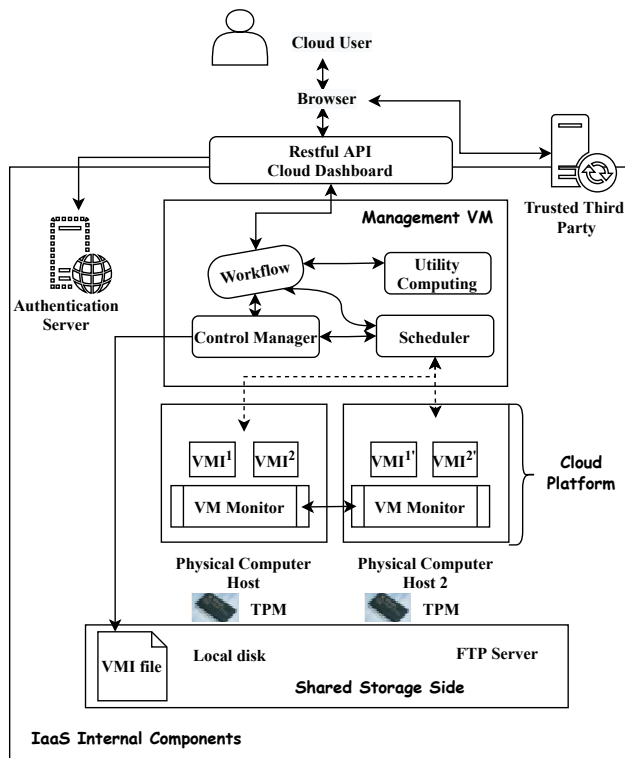 Cloud User
Browser
Restful API
Cloud Dashboard
Trusted Third
Party
Management VM
Workflow
Utility
Computing
Authentication
Server
Control Manager
Scheduler
VMI1
VMI2
VMI1'
VMI2'
VM Monitor
VM Monitor
Cloud
Platform
Physical Computer
Host
Physical Computer
Host 2
TPM
TPM
VMI file
Local disk
FTP Server
Shared Storage Side
IaaS Internal Components